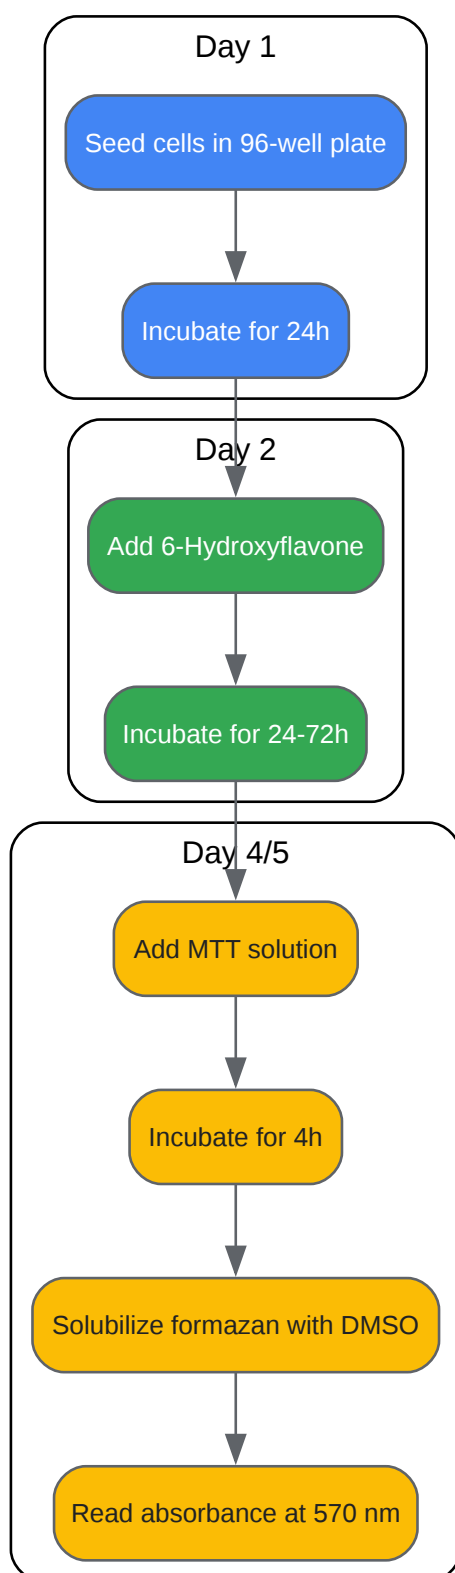 Day 1
Seed cells in 96-well plate
Incubate for 24h
Day 2
Add 6-Hydroxyflavone
Incubate for 24-72h
Day 4/5
Add MTT solution
Incubate for 4h
Solubilize formazan with DMSO
Read absorbance at 570 nm